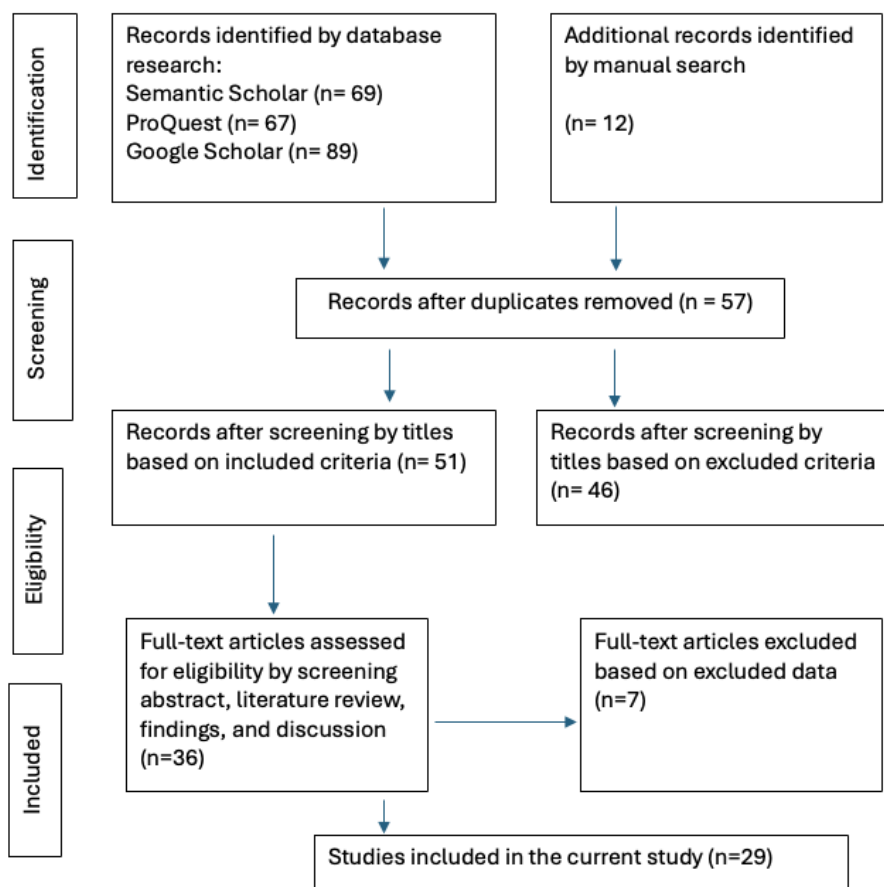 Identification
Records identified by database
research:
Semantic Scholar (n= 69)
ProQuest (n= 67)
Google Scholar (n= 89)
Additional records identified
by manual search
(n= 12)
Screening
Records after duplicates removed (n = 57)
Records after screening by titles
based on included criteria (n= 51)
Records after screening by
titles based on excluded criteria
(n= 46)
Eligibility
Full-text articles assessed
for eligibility by screening
abstract, literature review,
findings, and discussion
(n=36)
Full-text articles excluded
based on excluded data
(n=7)
Included
Studies included in the current study (n=29)